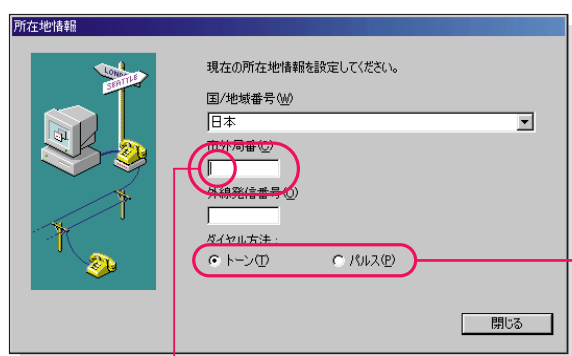 所在地情報
LONDON
SEATTLE
現在の所在地情報を設定してください。
国/地域番号(W)
日本
市外局番(C)
外線発信番号(O)
ダイヤル方法:
トーン(T)
パルス(P)
閉じる